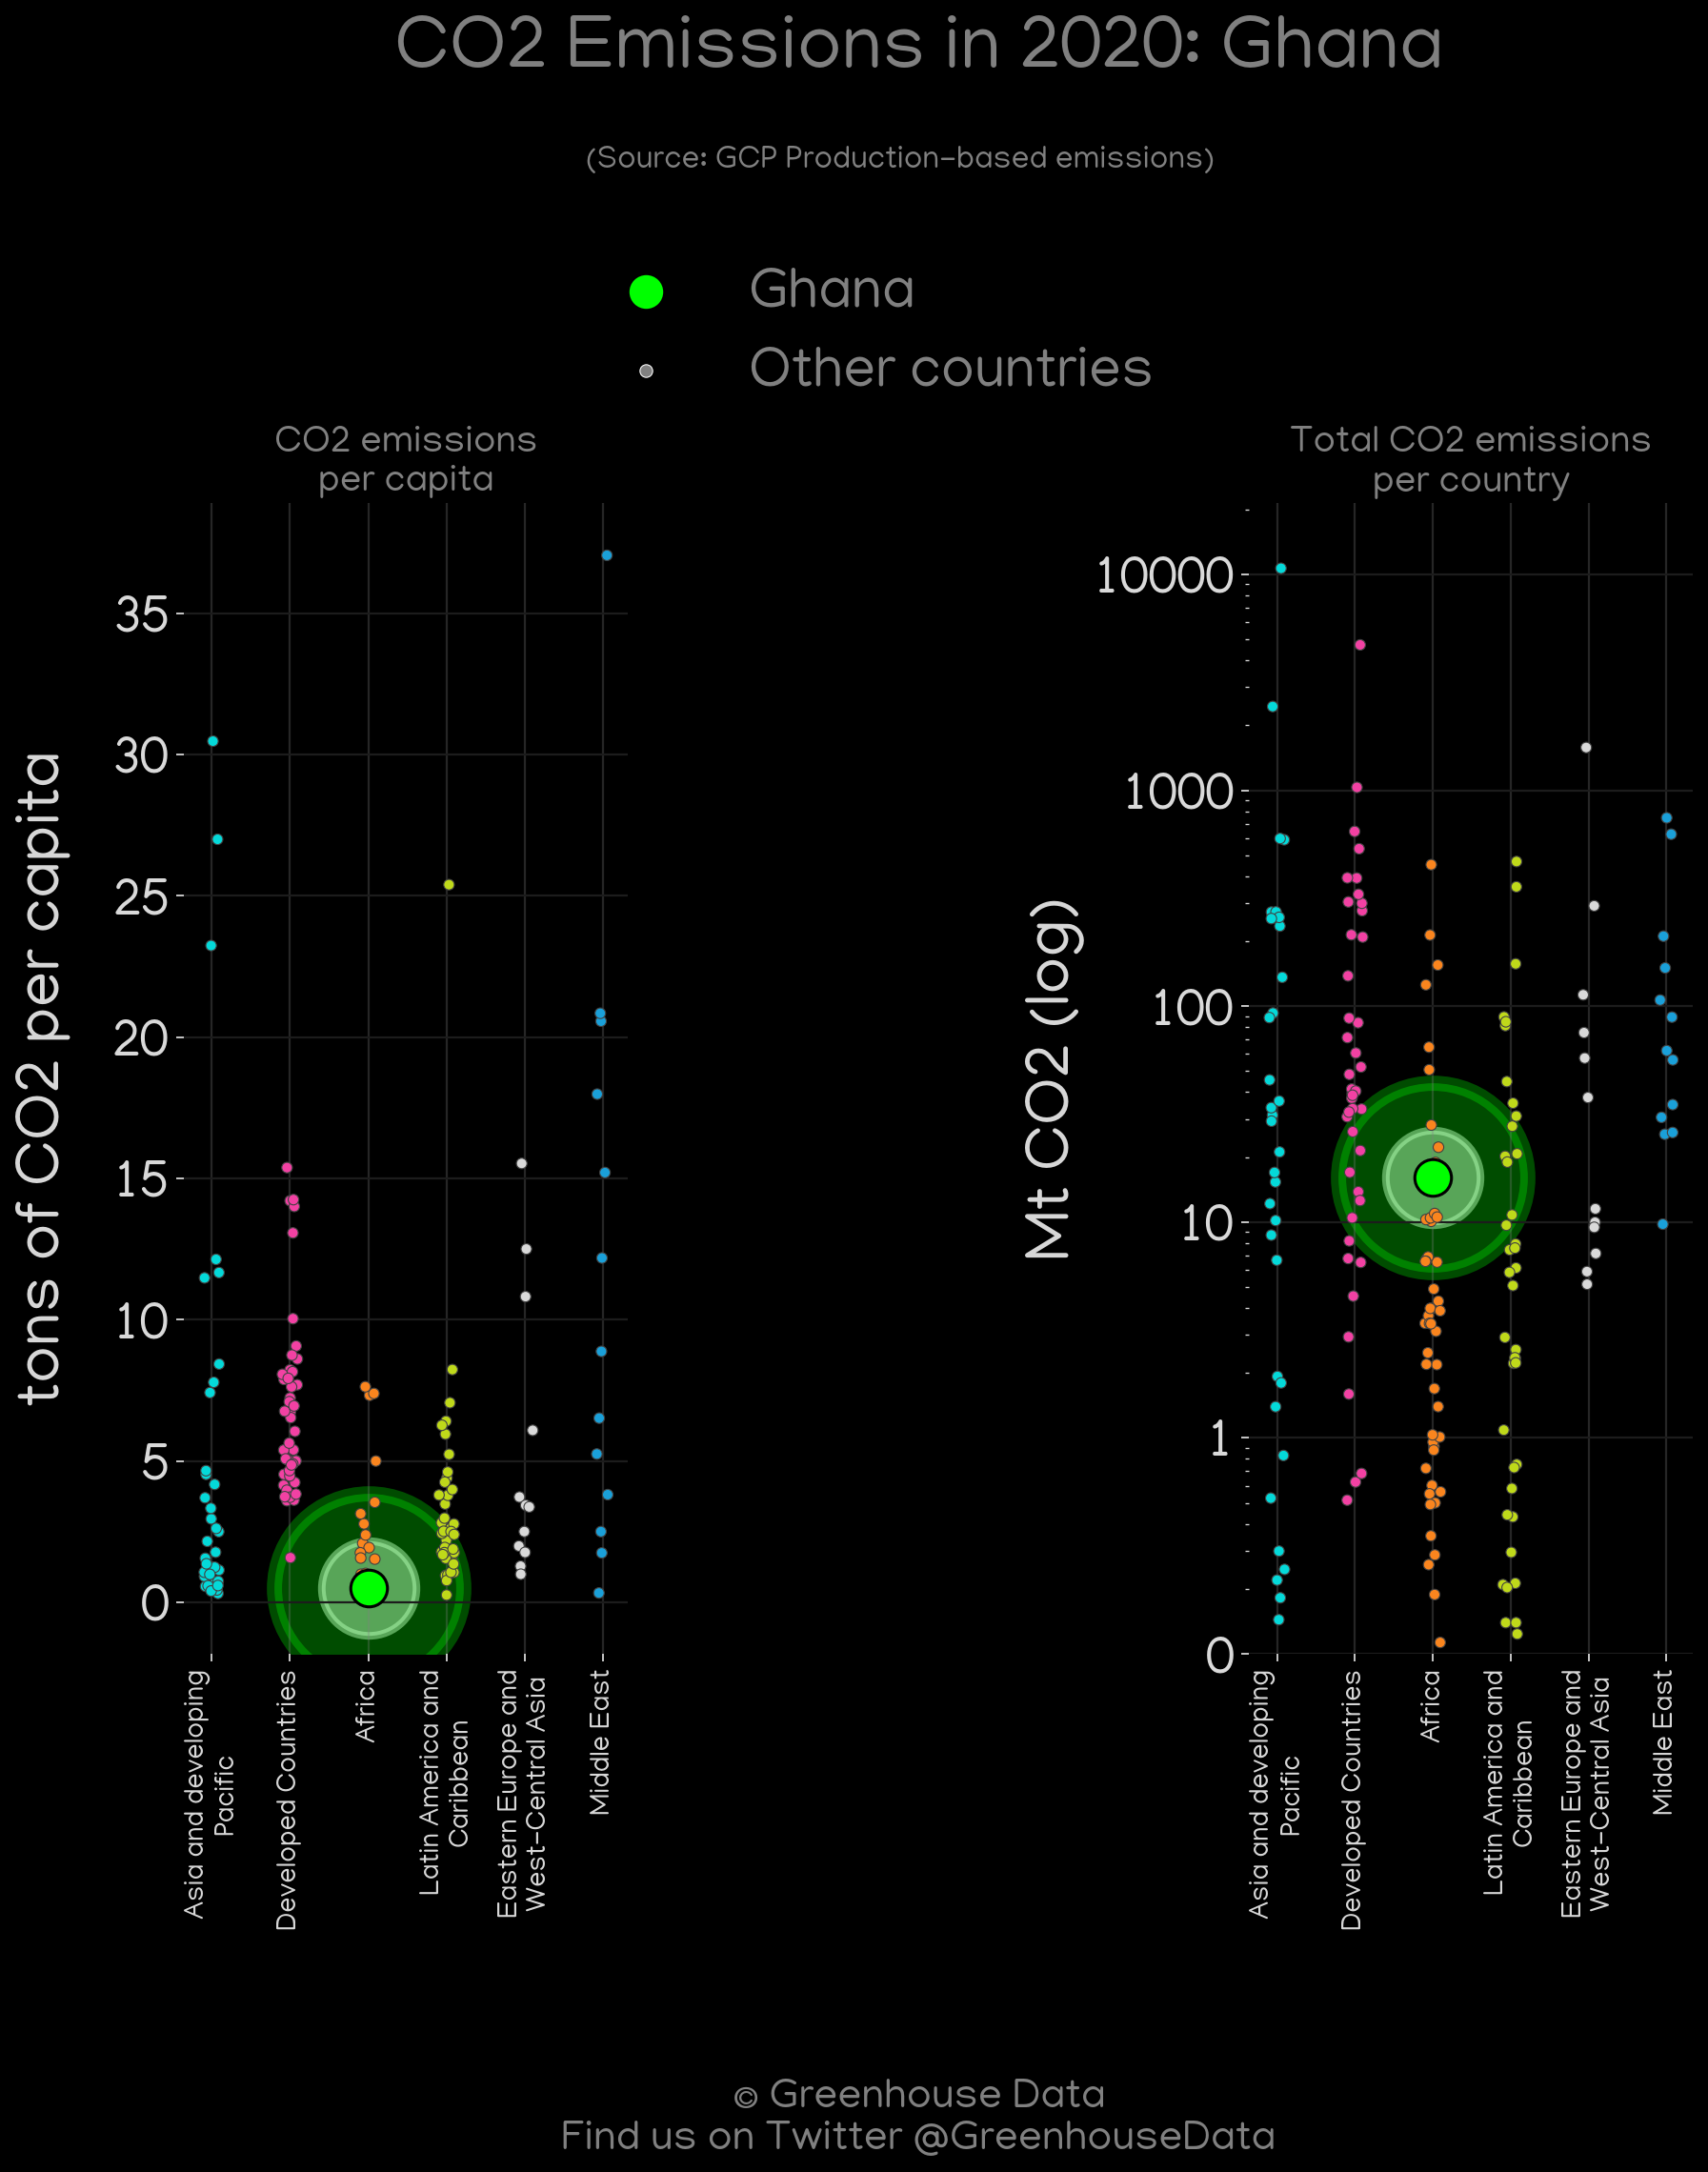 CO2 Emissions in 2020: Ghana
(Source: GCP Production-based emissions)
Ghana
Other countries
CO2 emissions
per capita
tons of CO2 per capita
35
30
25
20
15
10
5
0
Asia and developing
Pacific
Developed Countries
Africa
Latin America and
Caribbean
Eastern Europe and
West-Central Asia
Middle East
Total CO2 emissions
per country
Mt CO2 (log)
10000
1000
100
10
1
0
Asia and developing
Pacific
Developed Countries
Africa
Latin America and
Caribbean
Eastern Europe and
West-Central Asia
Middle East
© Greenhouse Data
Find us on Twitter @GreenhouseData